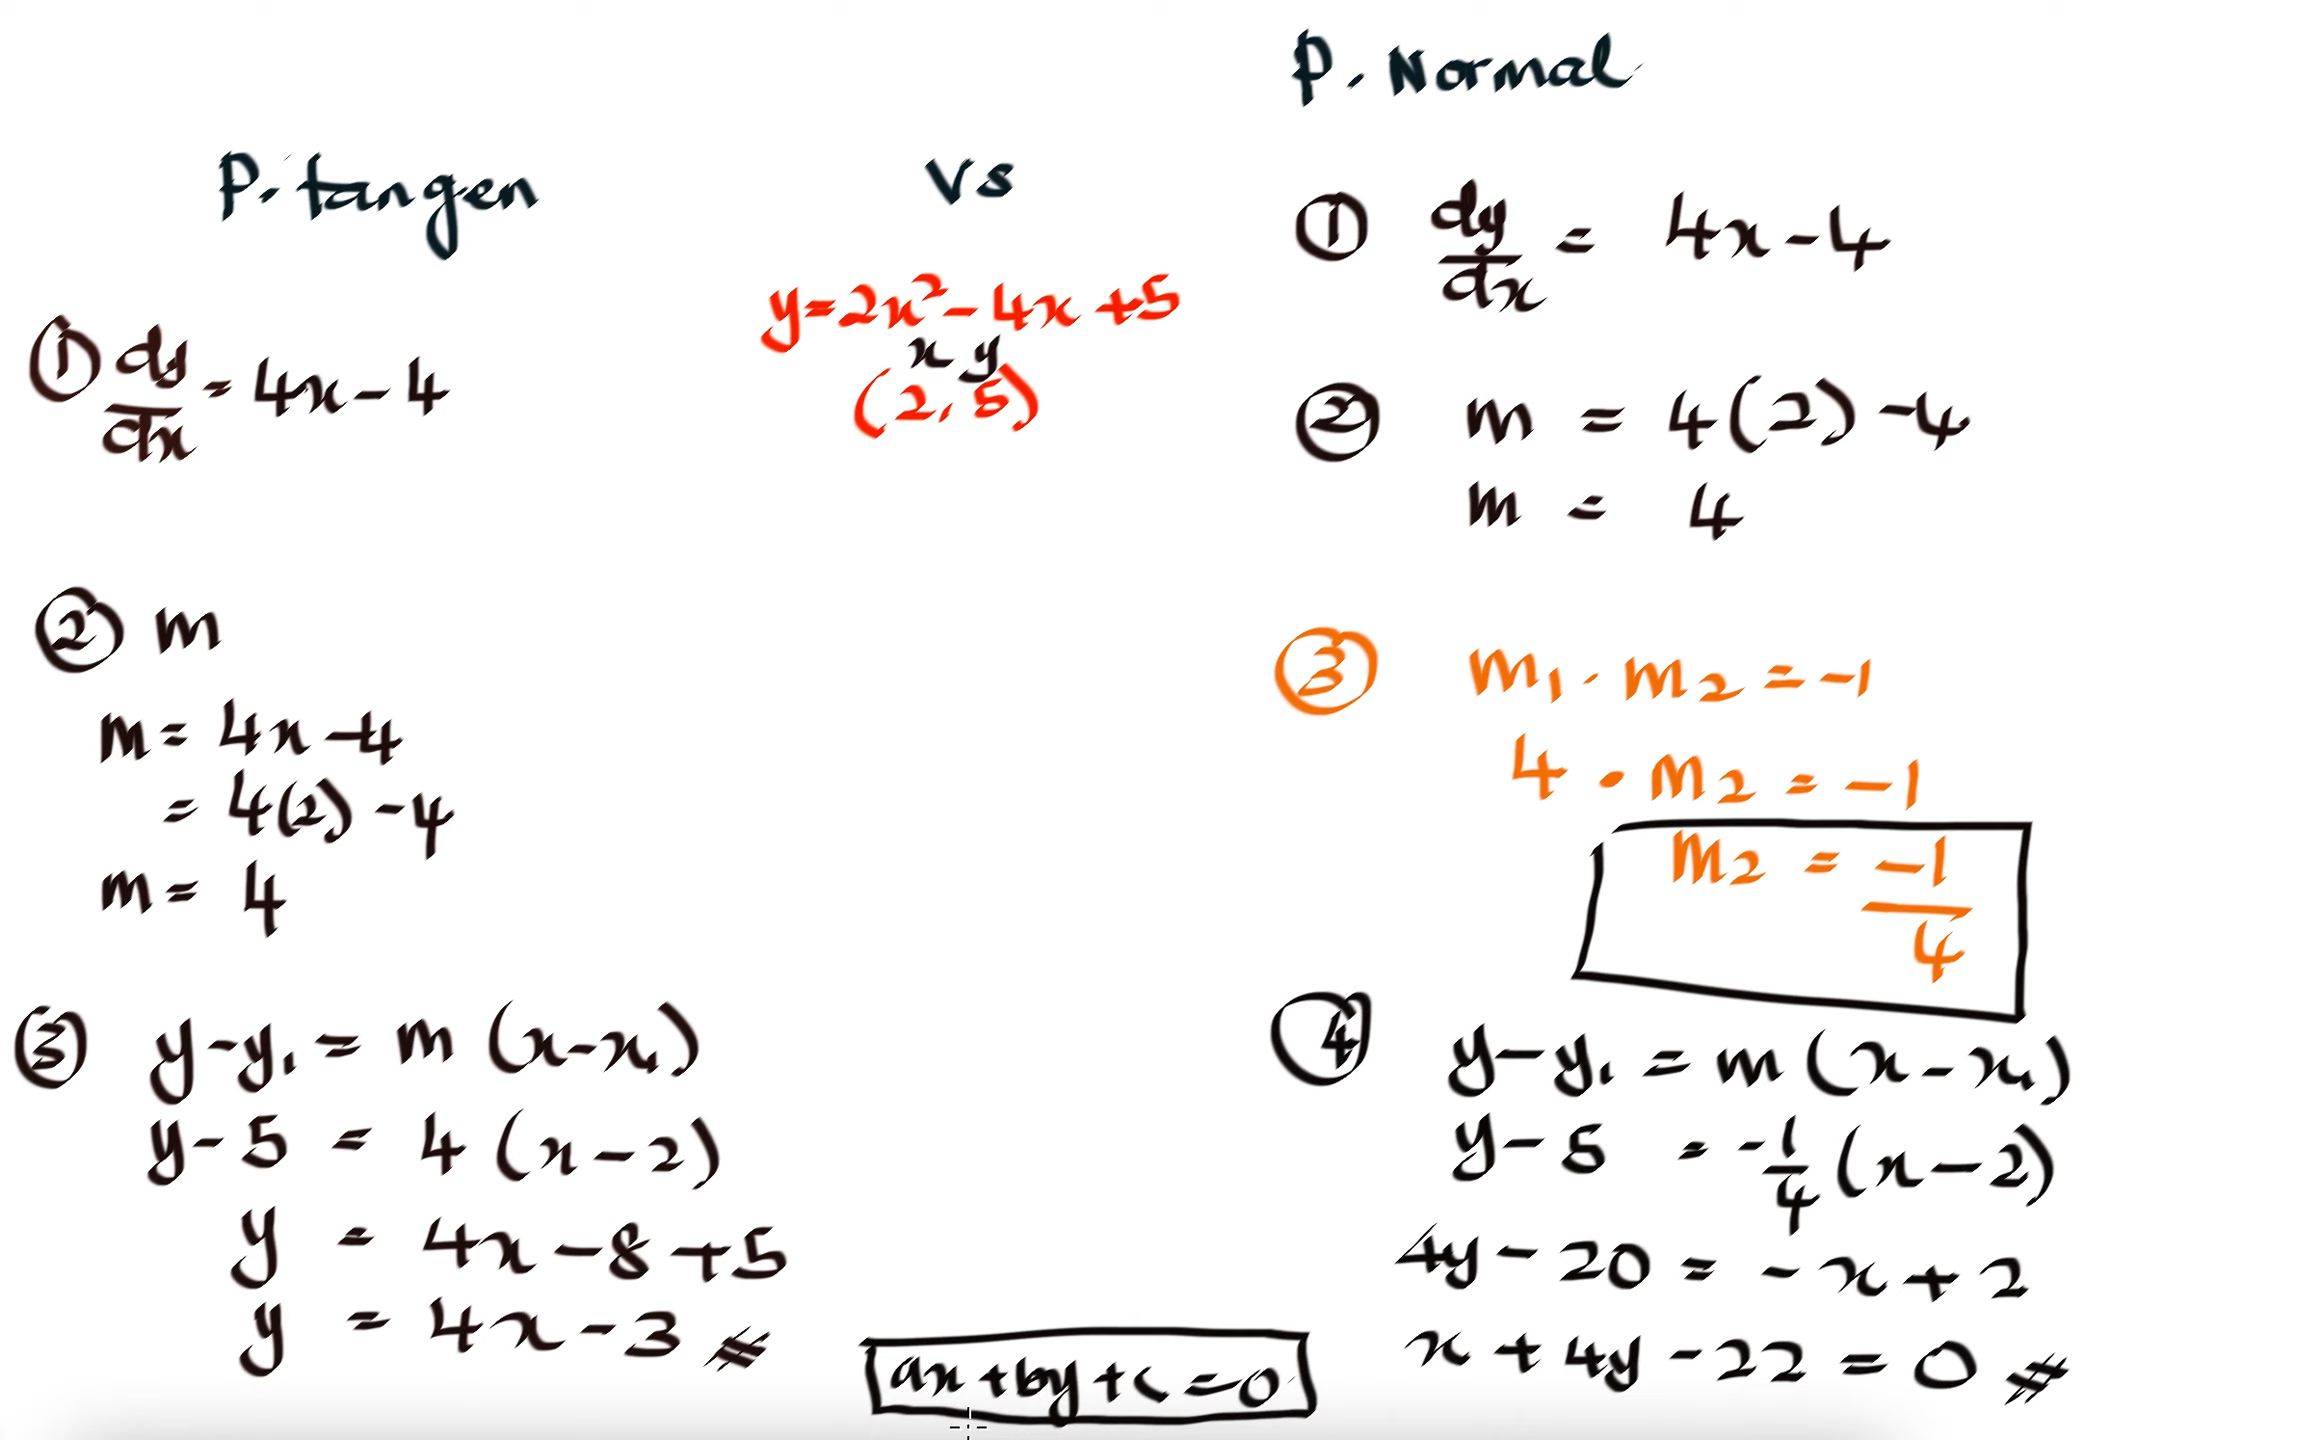 P. tangen
Vs
P. Normal
y=2x²-4x+5
x y
(2, 5)
① dy/dx = 4x-4
② m
m = 4x-4
= 4(2)-4
m = 4
③ y-y₁ = m (x-x₁)
y-5 = 4 (x-2)
y = 4x-8+5
y = 4x-3 #
ax+by+c=0
① dy/dx = 4x-4
② m = 4(2)-4
m = 4
③ m₁ . m₂ = -1
4 . m₂ = -1
m₂ = -1/4
④ y-y₁ = m (x-x₁)
y-5 = -1/4 (x-2)
4y-20 = -x+2
x+4y-22 = 0 #